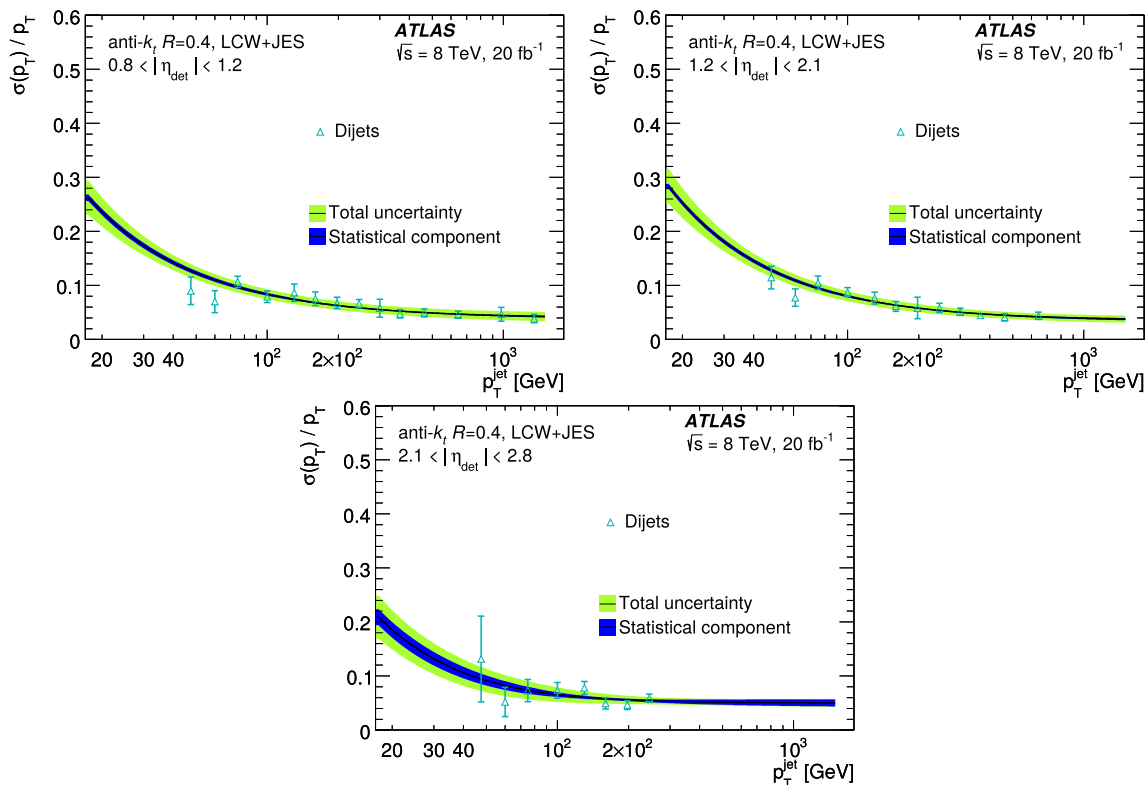 σ(p_T) / p_T
0.6
0.5
0.4
0.3
0.2
0.1
0
anti-k_t R=0.4, LCW+JES
0.8 <|η_det|< 1.2
ATLAS
√s = 8 TeV, 20 fb⁻¹
Dijets
Total uncertainty
Statistical component
20 30 40 10² 2×10² 10³
p_T^jet [GeV]
σ(p_T) / p_T
0.6
0.5
0.4
0.3
0.2
0.1
0
anti-k_t R=0.4, LCW+JES
1.2 <|η_det|< 2.1
ATLAS
√s = 8 TeV, 20 fb⁻¹
Dijets
Total uncertainty
Statistical component
20 30 40 10² 2×10² 10³
p_T^jet [GeV]
σ(p_T) / p_T
0.6
0.5
0.4
0.3
0.2
0.1
0
anti-k_t R=0.4, LCW+JES
2.1 <|η_det|< 2.8
ATLAS
√s = 8 TeV, 20 fb⁻¹
Dijets
Total uncertainty
Statistical component
20 30 40 10² 2×10² 10³
p_T^jet [GeV]